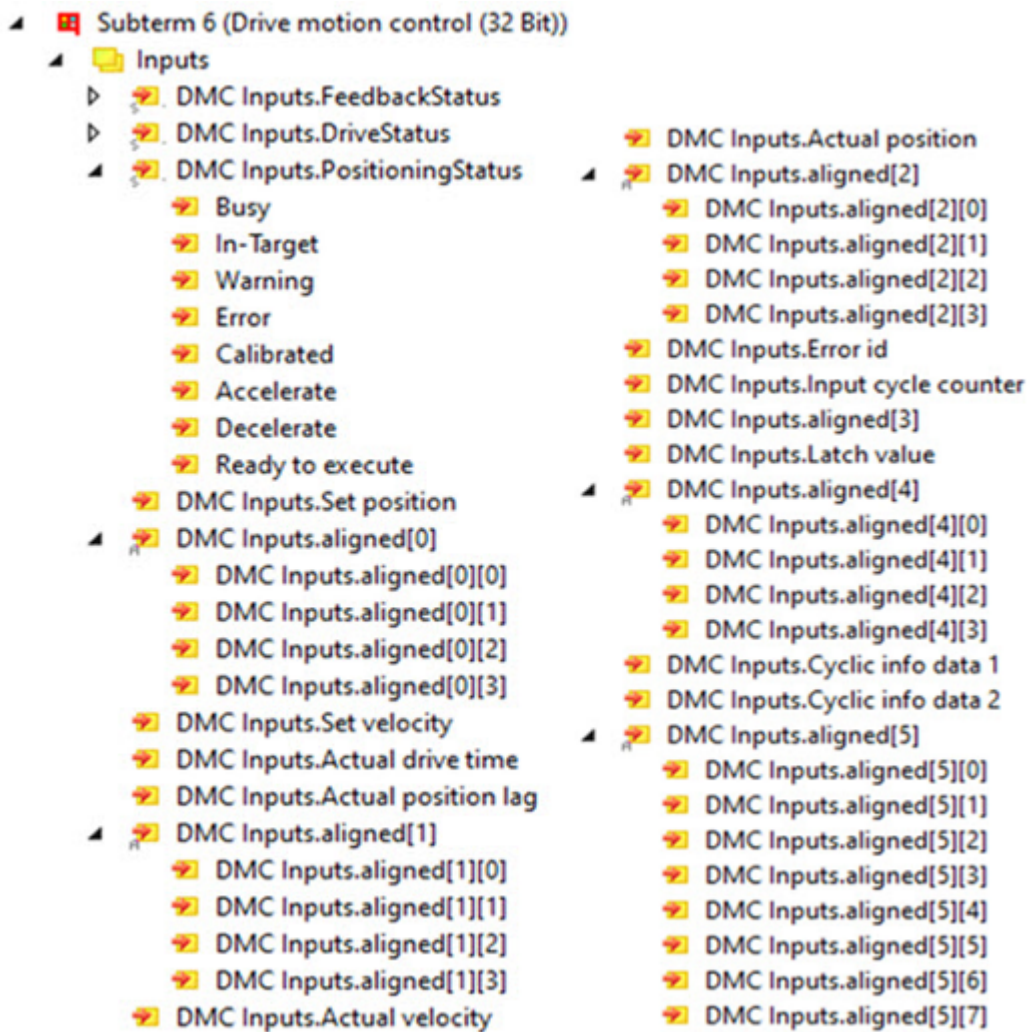 Subterm 6 (Drive motion control (32 Bit))
Inputs
DMC Inputs.FeedbackStatus
DMC Inputs.DriveStatus
DMC Inputs.PositioningStatus
Busy
In-Target
Warning
Error
Calibrated
Accelerate
Decelerate
Ready to execute
DMC Inputs.Set position
DMC Inputs.aligned[0]
DMC Inputs.aligned[0][0]
DMC Inputs.aligned[0][1]
DMC Inputs.aligned[0][2]
DMC Inputs.aligned[0][3]
DMC Inputs.Set velocity
DMC Inputs.Actual drive time
DMC Inputs.Actual position lag
DMC Inputs.aligned[1]
DMC Inputs.aligned[1][0]
DMC Inputs.aligned[1][1]
DMC Inputs.aligned[1][2]
DMC Inputs.aligned[1][3]
DMC Inputs.Actual velocity
DMC Inputs.Actual position
DMC Inputs.aligned[2]
DMC Inputs.aligned[2][0]
DMC Inputs.aligned[2][1]
DMC Inputs.aligned[2][2]
DMC Inputs.aligned[2][3]
DMC Inputs.Error id
DMC Inputs.Input cycle counter
DMC Inputs.aligned[3]
DMC Inputs.Latch value
DMC Inputs.aligned[4]
DMC Inputs.aligned[4][0]
DMC Inputs.aligned[4][1]
DMC Inputs.aligned[4][2]
DMC Inputs.aligned[4][3]
DMC Inputs.Cyclic info data 1
DMC Inputs.Cyclic info data 2
DMC Inputs.aligned[5]
DMC Inputs.aligned[5][0]
DMC Inputs.aligned[5][1]
DMC Inputs.aligned[5][2]
DMC Inputs.aligned[5][3]
DMC Inputs.aligned[5][4]
DMC Inputs.aligned[5][5]
DMC Inputs.aligned[5][6]
DMC Inputs.aligned[5][7]